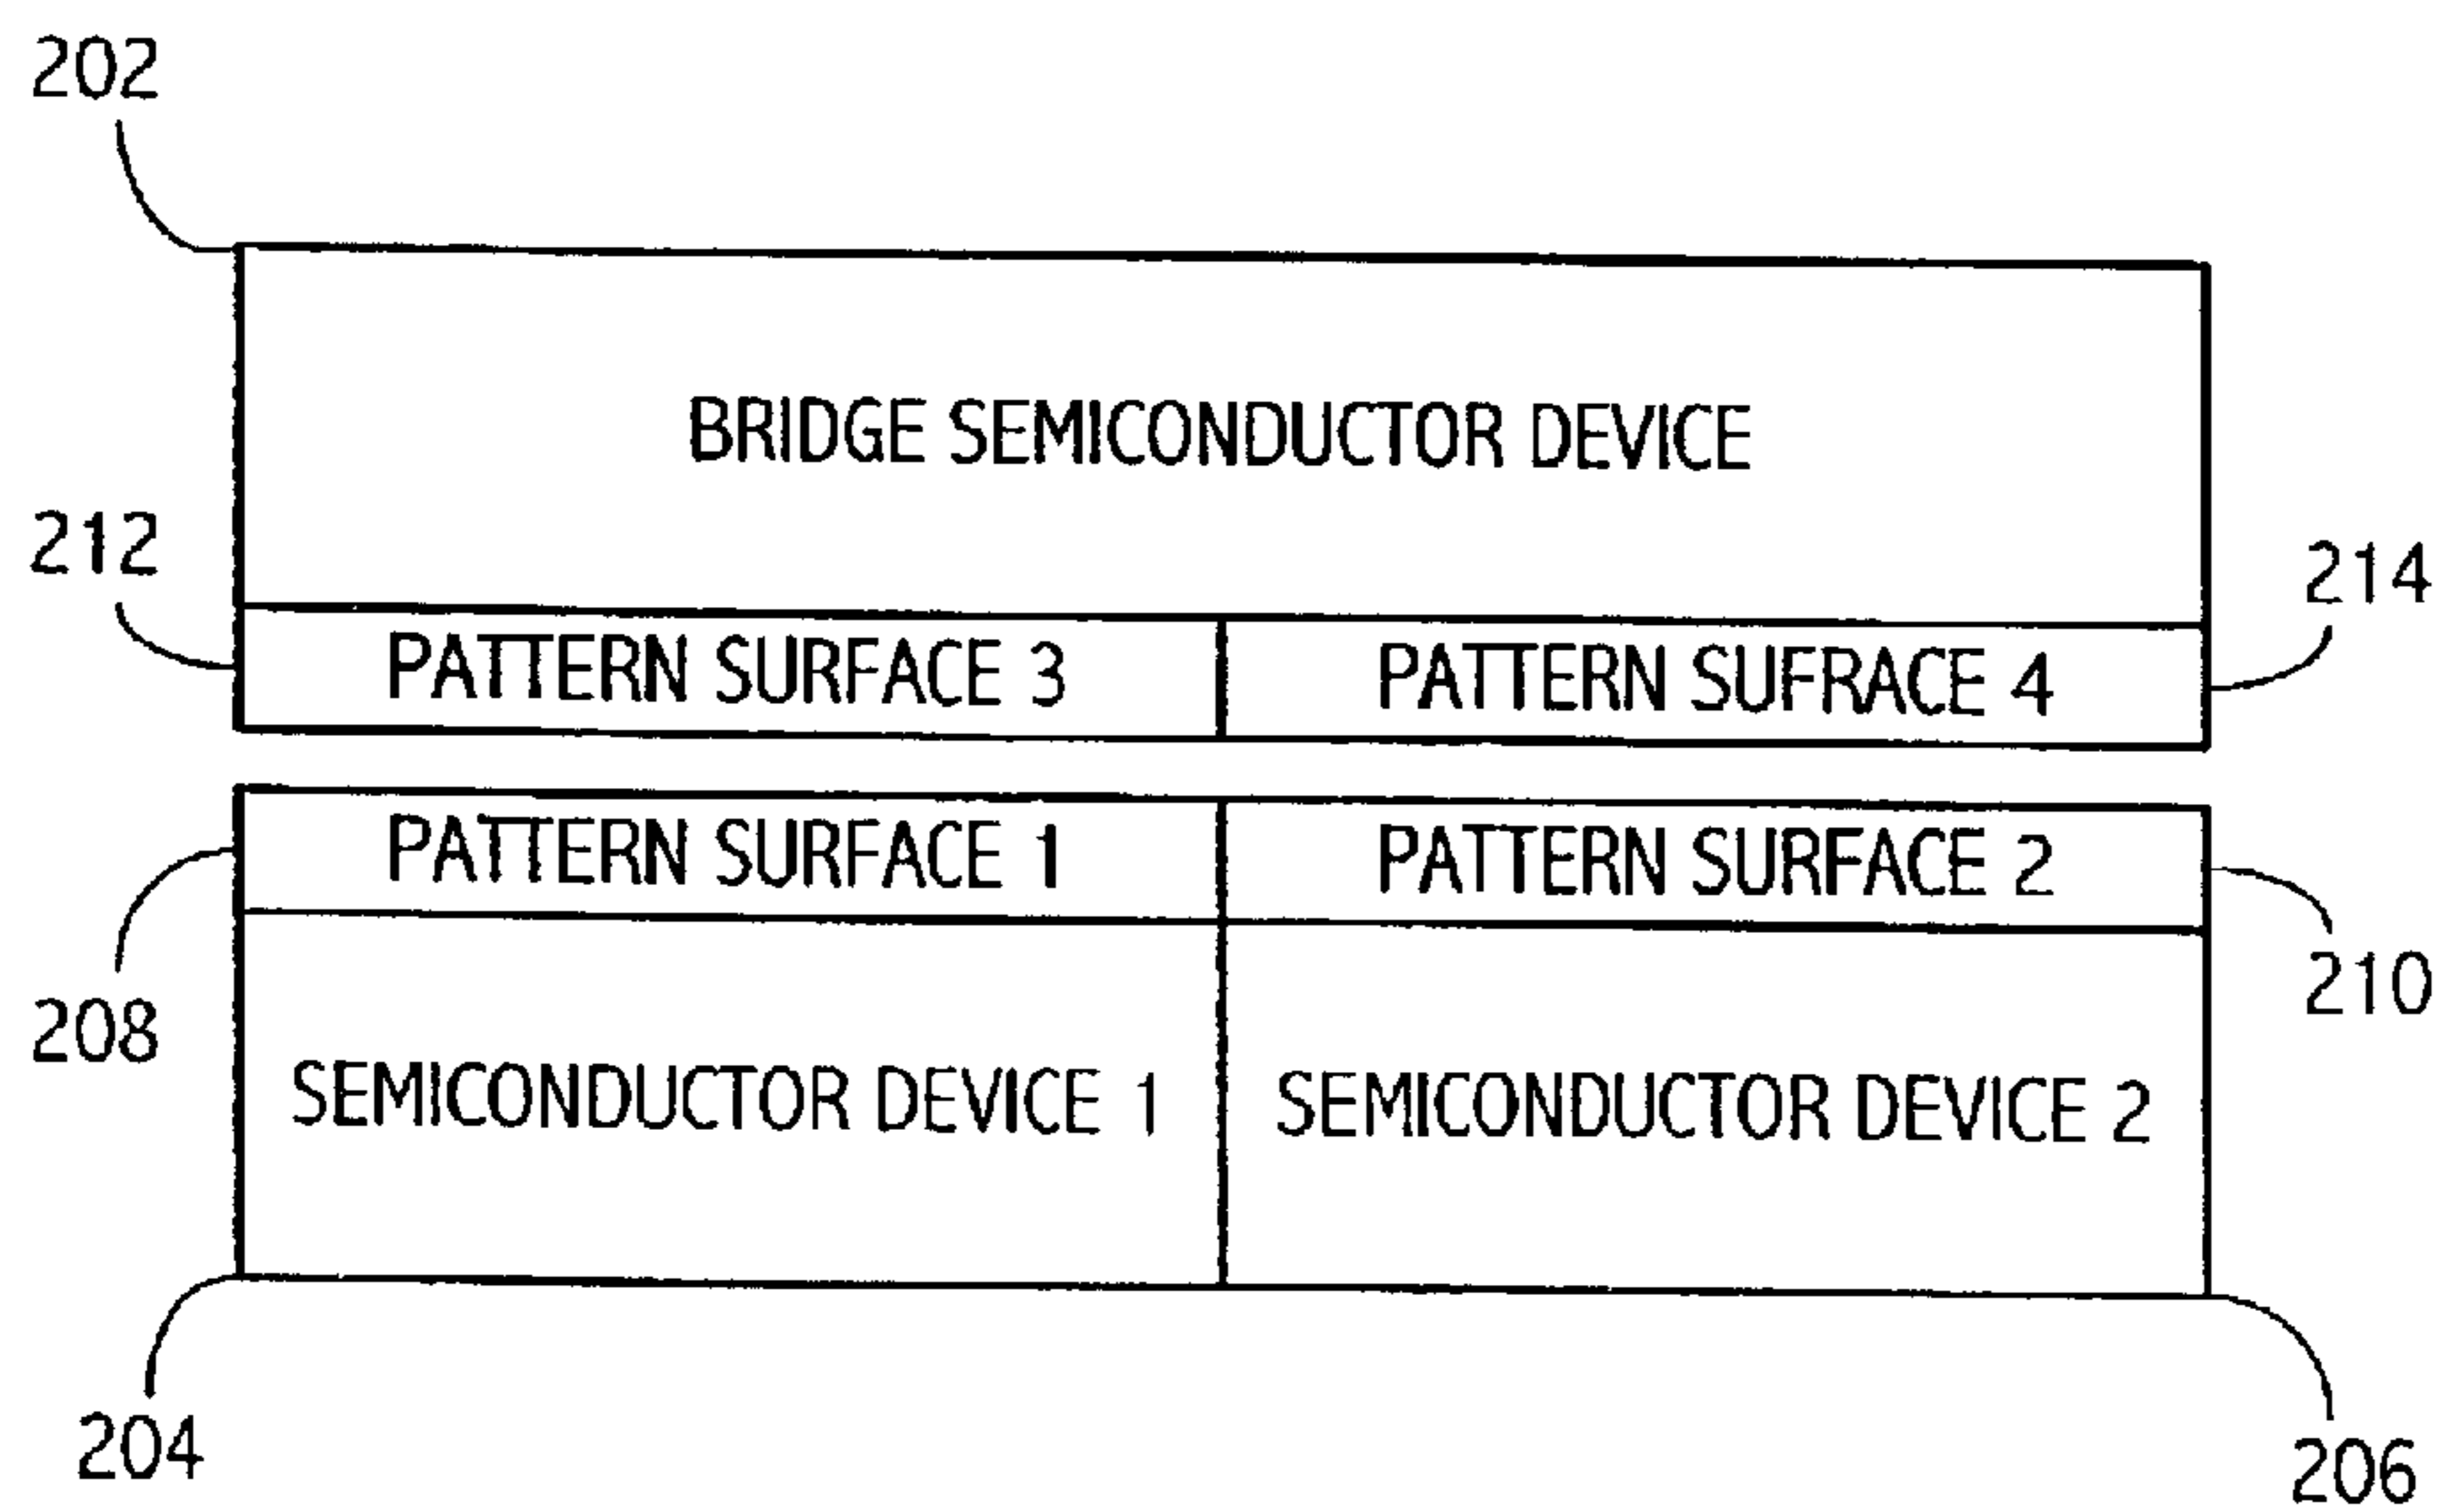 202
BRIDGE SEMICONDUCTOR DEVICE
212
214
PATTERN SURFACE 3
PATTERN SUFRACE 4
PATTERN SURFACE 1
PATTERN SURFACE 2
208
210
SEMICONDUCTOR DEVICE 1
SEMICONDUCTOR DEVICE 2
204
206